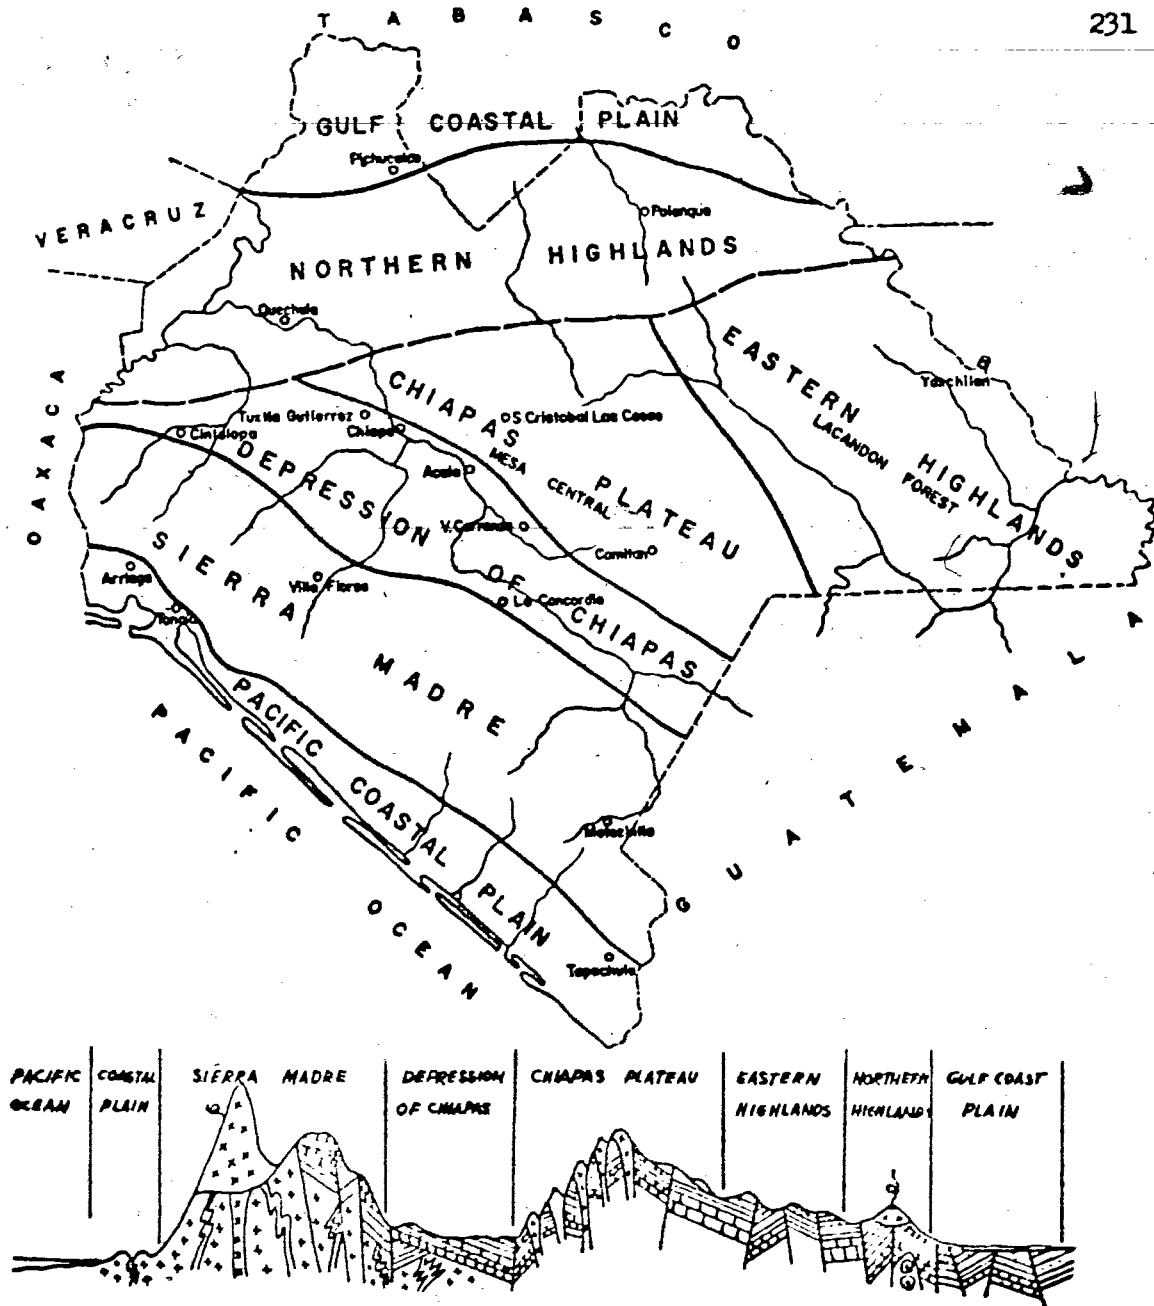 231
TABASCO
GULF COASTAL PLAIN
Pichucalco
VERACRUZ
Palenque
NORTHERN HIGHLANDS
Quechula
EASTERN HIGHLANDS
LACANDON FOREST
Yaxchilan
OAXACA
CHIAPAS PLATEAU
MESA CENTRAL
Tuxtla Gutierrez
S. Cristobal Las Casas
Chiapa
Cintalapa
Acala
DEPRESSION OF CHIAPAS
V. Carranza
Comitan
SIERRA MADRE
Arriaga
Villa Flores
La Concordia
Tonala
PACIFIC COASTAL PLAIN
PACIFIC OCEAN
GUATEMALA
Tapachula
PACIFIC OCEAN
COASTAL PLAIN
SIERRA MADRE
DEPRESSION OF CHIAPAS
CHIAPAS PLATEAU
EASTERN HIGHLANDS
NORTHERN HIGHLANDS
GULF COAST PLAIN